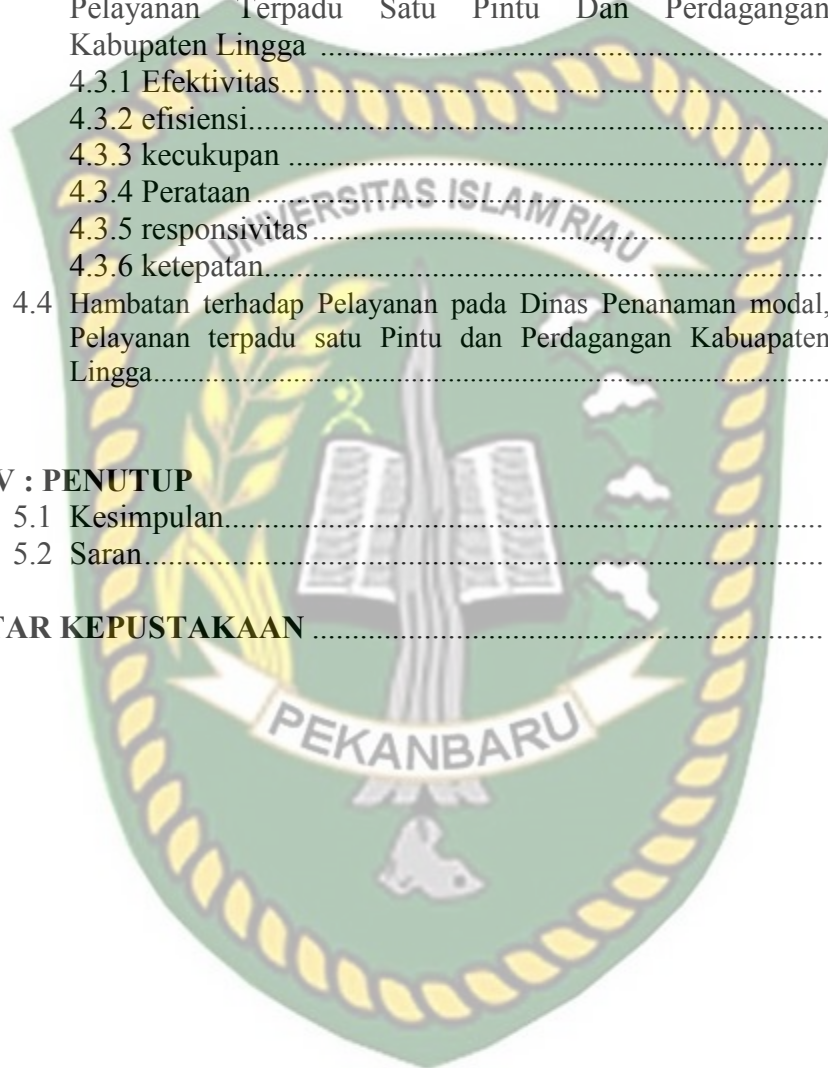 Pelayanan Terpadu Satu Pintu Dan Perdagangan
Kabupaten Lingga ........................................................................
4.3.1 Efektivitas..............................................................................
4.3.2 efisiensi..................................................................................
4.3.3 kecukupan .............................................................................
4.3.4 Perataan .................................................................................
UNIVERSITAS ISLAM RIAU
4.3.5 responsivitas.........................................................................
4.3.6 ketepatan................................................................................
4.4 Hambatan terhadap Pelayanan pada Dinas Penanaman modal,
Pelayanan terpadu satu Pintu dan Perdagangan Kabuapaten
Lingga.................................................................................................
V : PENUTUP
5.1 Kesimpulan......................................................................................
5.2 Saran..................................................................................................
TAR KEPUSTAKAAN .........................................................................
PEKANBARU